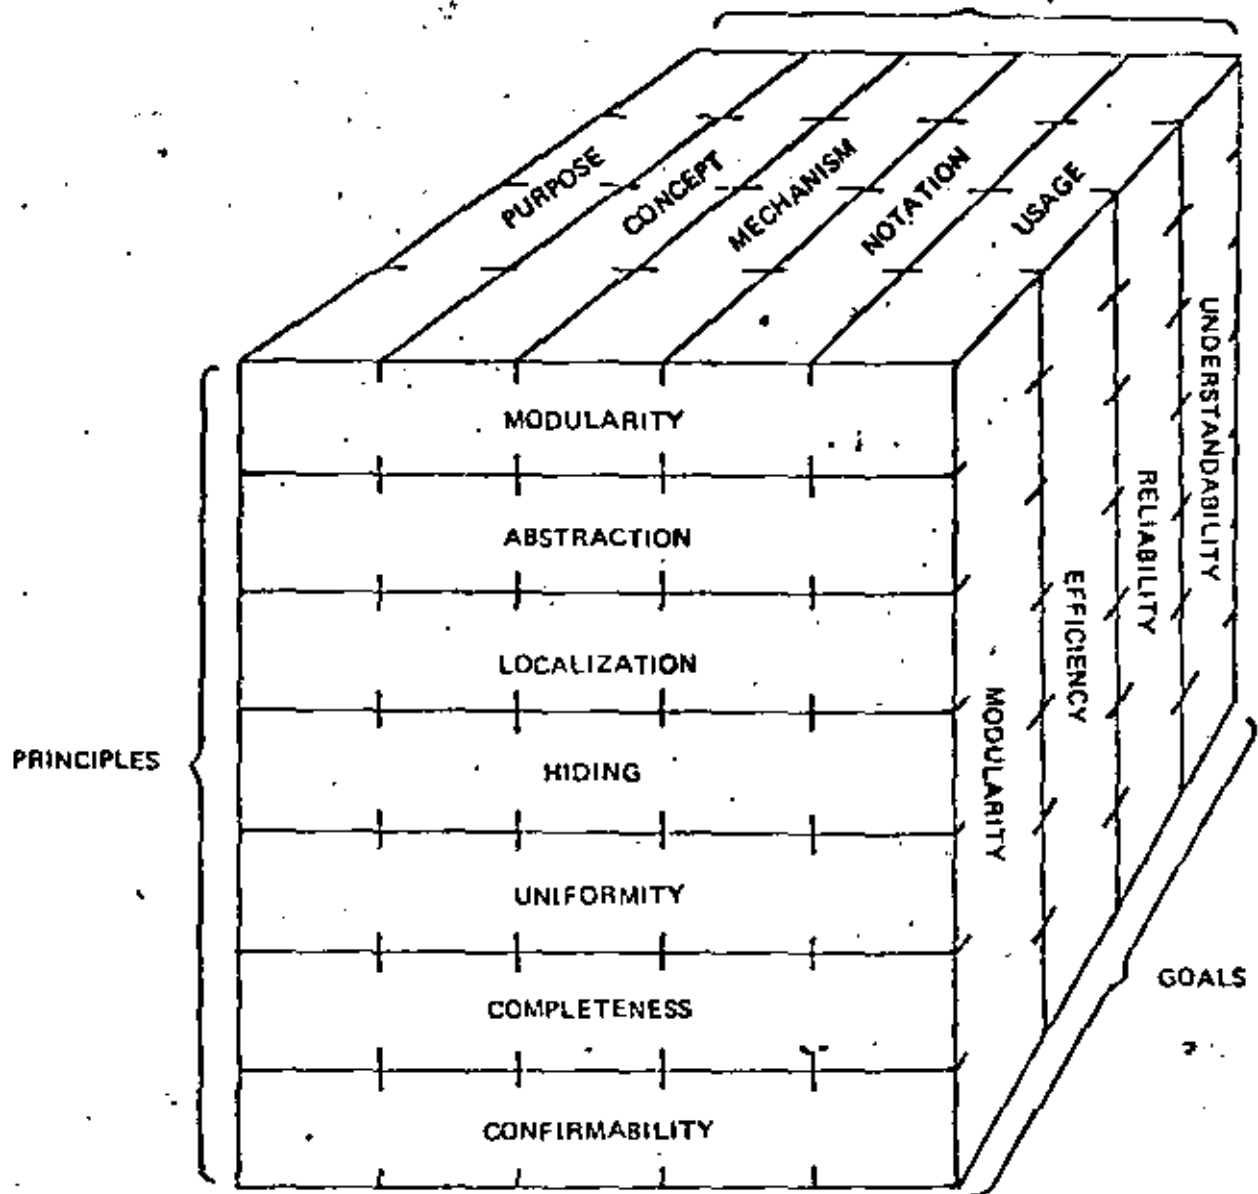 PURPOSE
CONCEPT
MECHANISM
NOTATION
USAGE
PRINCIPLES
MODULARITY
ABSTRACTION
LOCALIZATION
HIDING
UNIFORMITY
COMPLETENESS
CONFIRMABILITY
MODULARITY
EFFICIENCY
RELIABILITY
UNDERSTANDABILITY
GOALS